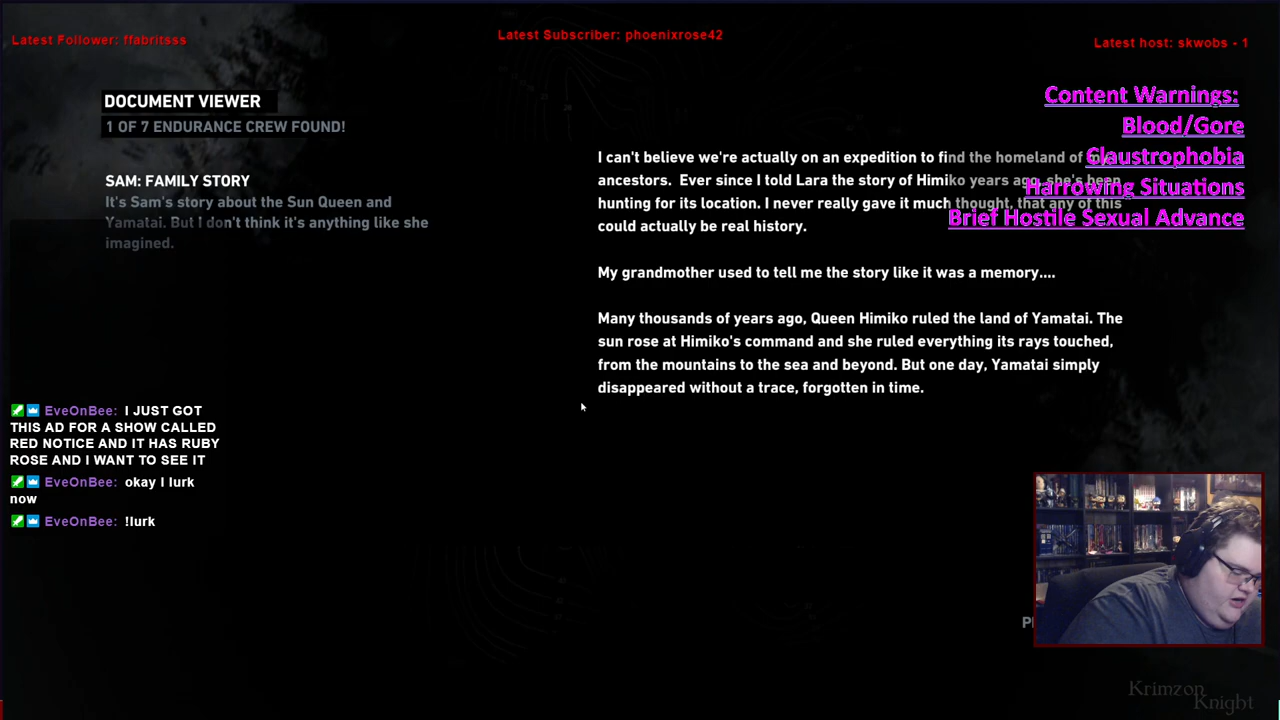 Latest Follower: ffabritsss
Latest Subscriber: phoenixrose42
Latest host: skwobs - 1
DOCUMENT VIEWER
1 OF 7 ENDURANCE CREW FOUND!
SAM: FAMILY STORY
It's Sam's story about the Sun Queen and
Yamatai. But I don't think it's anything like she
imagined.
Content Warnings:
Blood/Gore
Claustrophobia
Harrowing Situations
Brief Hostile Sexual Advance
I can't believe we're actually on an expedition to find the homeland of
ancestors. Ever since I told Lara the story of Himiko years ago, she's been
hunting for its location. I never really gave it much thought, that any of this
could actually be real history.
My grandmother used to tell me the story like it was a memory....
Many thousands of years ago, Queen Himiko ruled the land of Yamatai. The
sun rose at Himiko's command and she ruled everything its rays touched,
from the mountains to the sea and beyond. But one day, Yamatai simply
disappeared without a trace, forgotten in time.
EveOnBee: I JUST GOT
THIS AD FOR A SHOW CALLED
RED NOTICE AND IT HAS RUBY
ROSE AND I WANT TO SEE IT
EveOnBee: okay I lurk
now
EveOnBee: !lurk
Krimzon
Knight